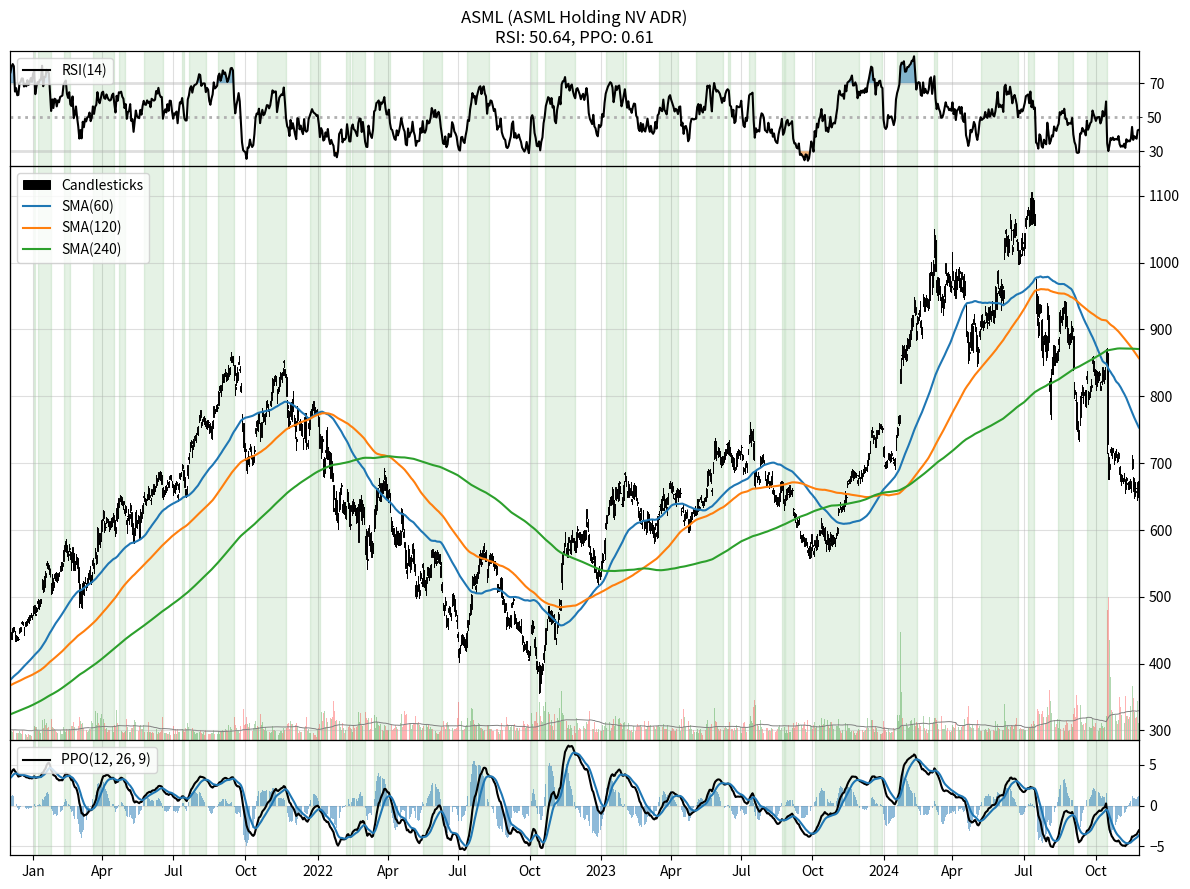 ASML (ASML Holding NV ADR)
RSI: 50.64, PPO: 0.61
RSI(14)
70
50
30
Candlesticks
SMA(60)
SMA(120)
SMA(240)
1100
1000
900
800
700
600
500
400
300
PPO(12, 26, 9)
5
0
−5
Jan Apr Jul Oct 2022 Apr Jul Oct 2023 Apr Jul Oct 2024 Apr Jul Oct